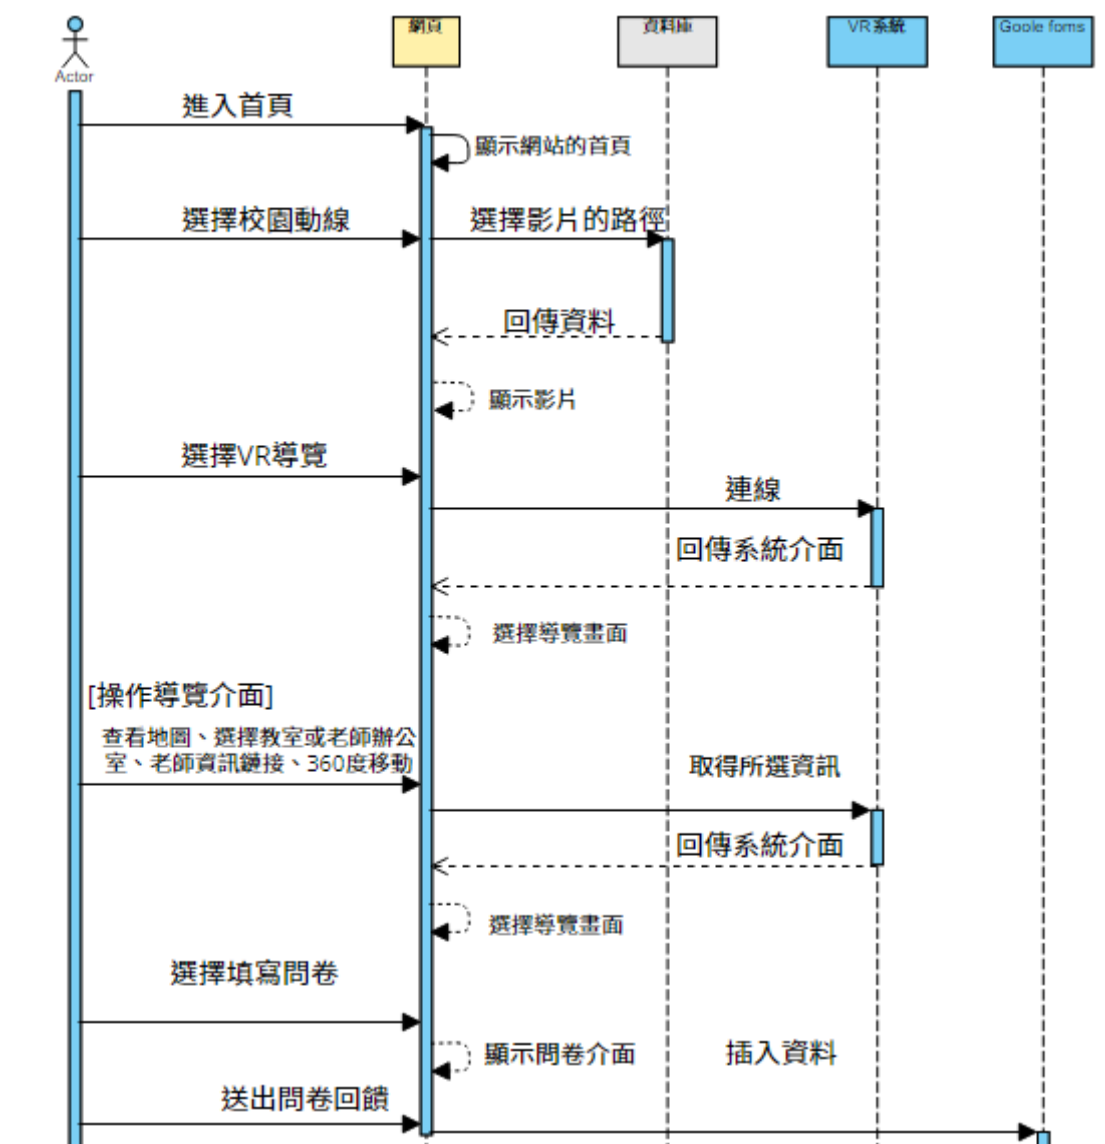 網頁
資料庫
VR系統
Goole foms
Actor
進入首頁
顯示網站的首頁
選擇校園動線
選擇影片的路徑
回傳資料
顯示影片
選擇VR導覽
連線
回傳系統介面
選擇導覽畫面
[操作導覽介面]
查看地圖、選擇教室或老師辦公
室、老師資訊鏈接、360度移動
取得所選資訊
回傳系統介面
選擇導覽畫面
選擇填寫問卷
顯示問卷介面
插入資料
送出問卷回饋